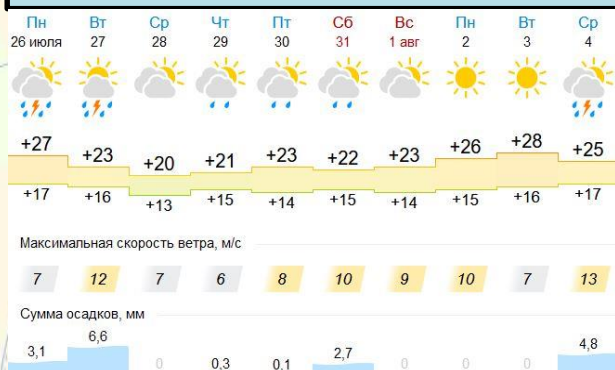 Пн Вт Ср Чт Пт Сб Вс Пн Вт Ср
26 июля 27 28 29 30 31 1 авг 2 3 4
+27 +23 +20 +21 +23 +22 +23 +26 +28 +25
+17 +16 +13 +15 +14 +15 +14 +15 +16 +17
Максимальная скорость ветра, м/с
7 12 7 6 8 10 9 10 7 13
Сумма осадков, мм
3,1 6,6 0 0,3 0,1 2,7 0 0 0 4,8